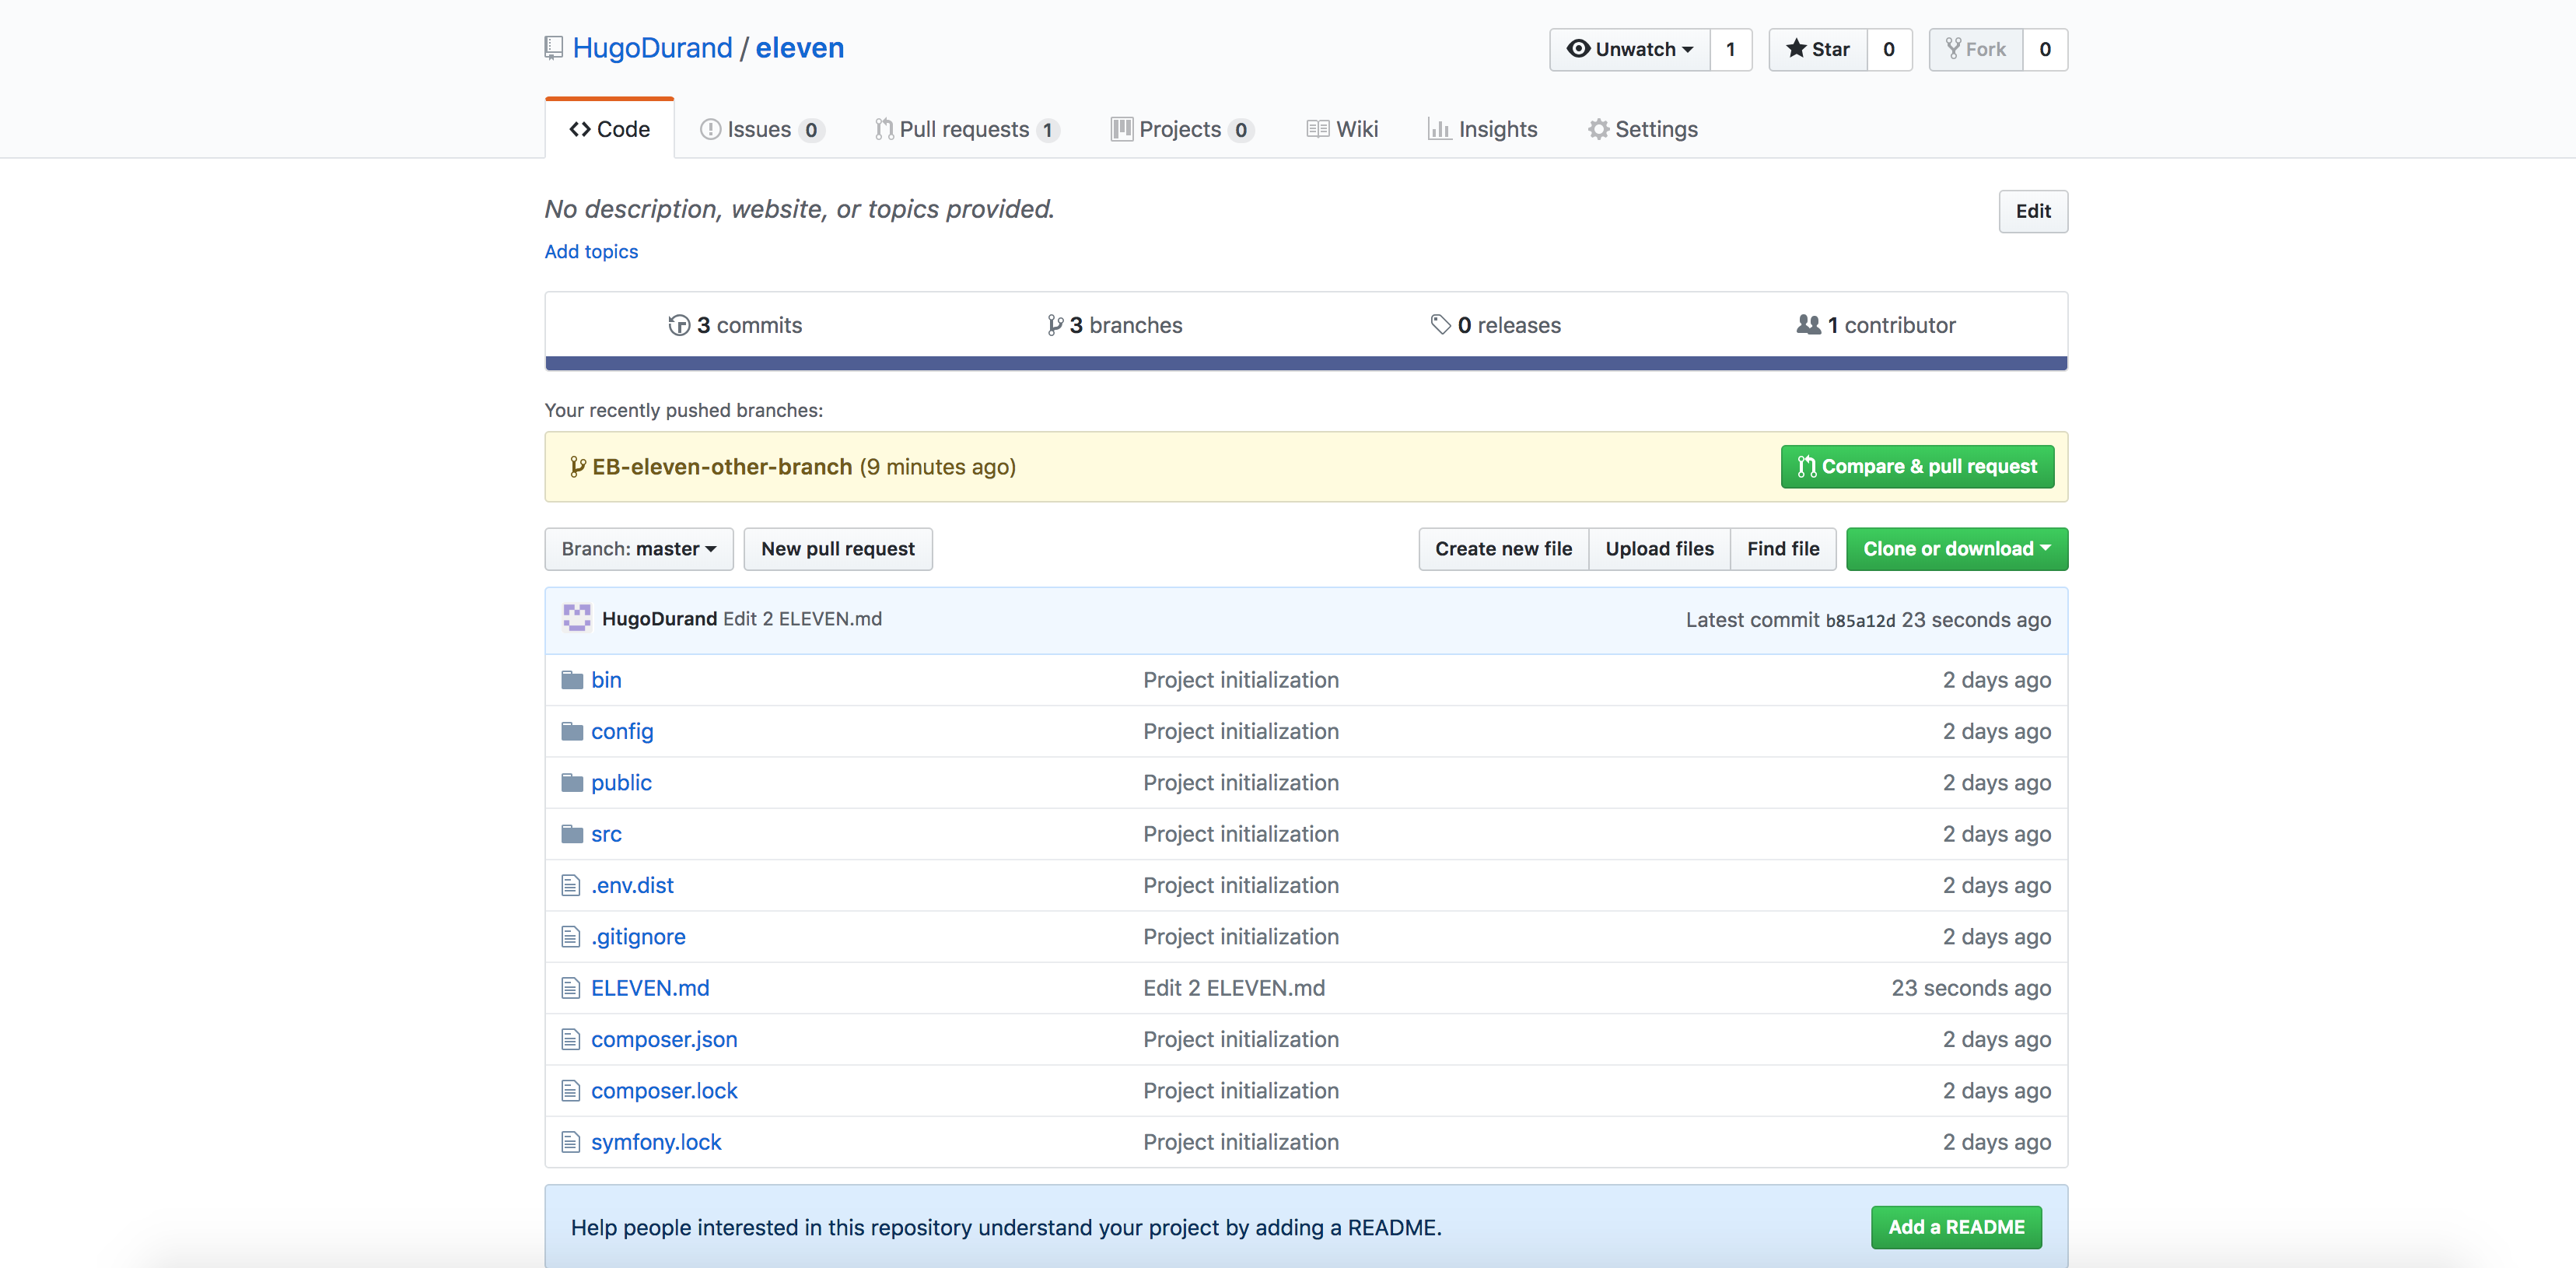 HugoDurand / eleven
Unwatch 1 Star 0 Fork 0
Code Issues 0 Pull requests 1 Projects 0 Wiki Insights Settings
No description, website, or topics provided. Edit
Add topics
3 commits 3 branches 0 releases 1 contributor
Your recently pushed branches:
EB-eleven-other-branch (9 minutes ago) Compare & pull request
Branch: master New pull request Create new file Upload files Find file Clone or download
HugoDurand Edit 2 ELEVEN.md Latest commit b85a12d 23 seconds ago
bin Project initialization 2 days ago
config Project initialization 2 days ago
public Project initialization 2 days ago
src Project initialization 2 days ago
.env.dist Project initialization 2 days ago
.gitignore Project initialization 2 days ago
ELEVEN.md Edit 2 ELEVEN.md 23 seconds ago
composer.json Project initialization 2 days ago
composer.lock Project initialization 2 days ago
symfony.lock Project initialization 2 days ago
Help people interested in this repository understand your project by adding a README. Add a README